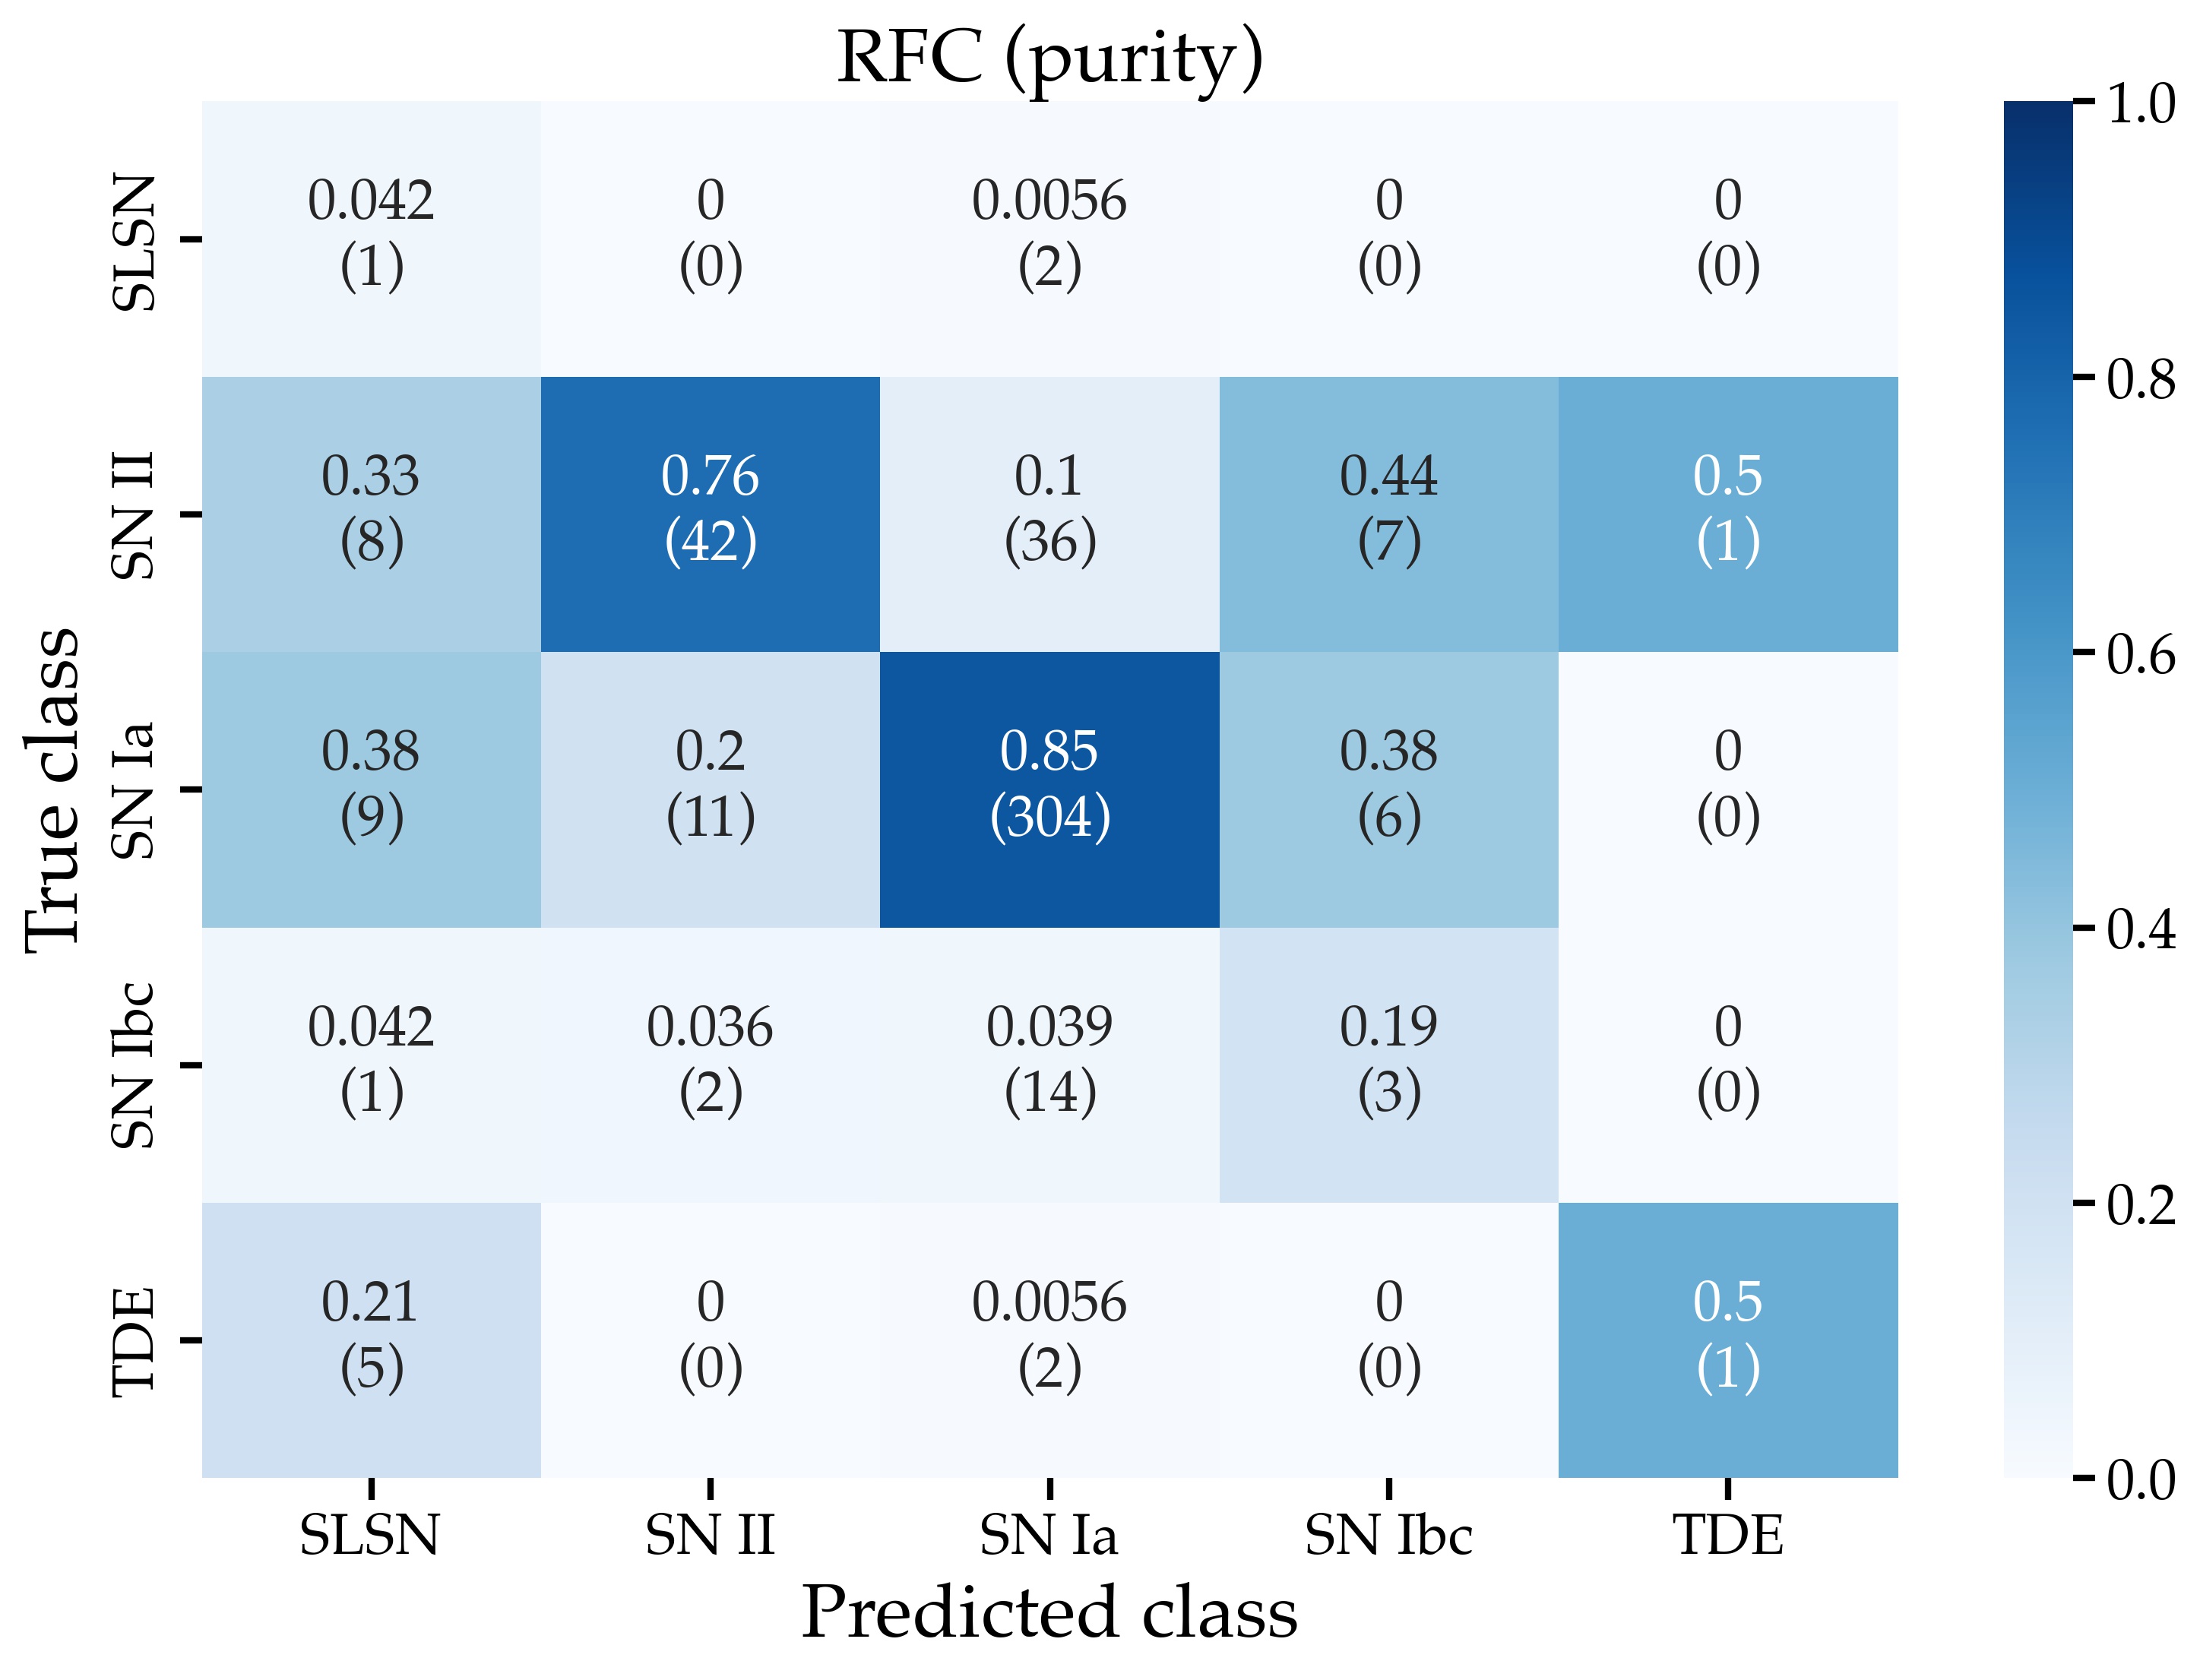 RFC (purity)
True class
SLSN
0.042 0 0.0056 0 0
(1) (0) (2) (0) (0)
SN II
0.33 0.76 0.1 0.44 0.5
(8) (42) (36) (7) (1)
SN Ia
0.38 0.2 0.85 0.38 0
(9) (11) (304) (6) (0)
SN Ibc
0.042 0.036 0.039 0.19 0
(1) (2) (14) (3) (0)
TDE
0.21 0 0.0056 0 0.5
(5) (0) (2) (0) (1)
SLSN SN II SN Ia SN Ibc TDE
Predicted class
1.0
0.8
0.6
0.4
0.2
0.0